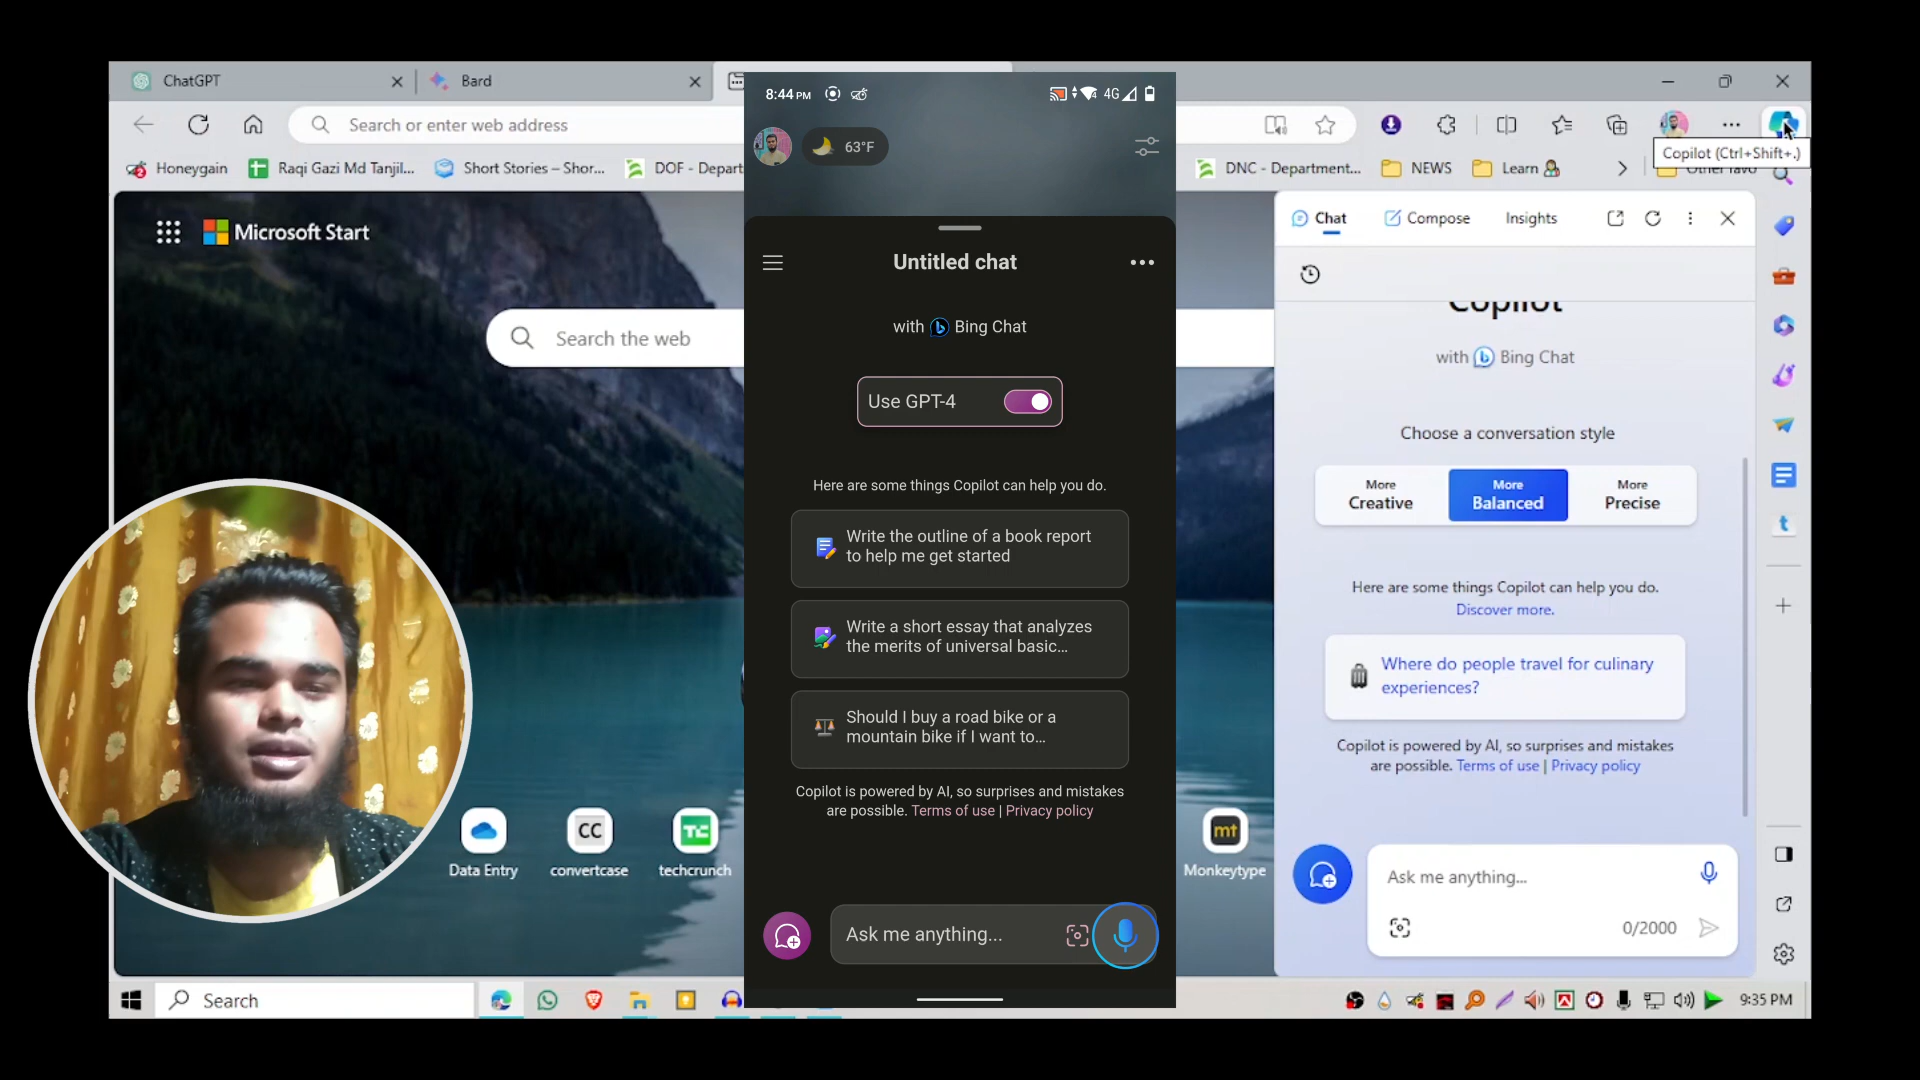 ChatGPT
Bard
Search or enter web address
Copilot (Ctrl+Shift+.)
Honeygain
Raqi Gazi Md Tanjil...
Short Stories – Shor...
DOF - Depart
DNC - Department...
NEWS
Learn
Other favo
Microsoft Start
Search the web
Data Entry
CC
convertcase
TC
techcrunch
mt
Monkeytype
8:44 PM
4G
63°F
Untitled chat
with Bing Chat
Use GPT-4
Here are some things Copilot can help you do.
Write the outline of a book report
to help me get started
Write a short essay that analyzes
the merits of universal basic...
Should I buy a road bike or a
mountain bike if I want to...
Copilot is powered by AI, so surprises and mistakes
are possible. Terms of use | Privacy policy
Ask me anything...
Chat
Compose
Insights
Copilot
with Bing Chat
Choose a conversation style
More Creative
More Balanced
More Precise
Here are some things Copilot can help you do.
Discover more.
Where do people travel for culinary
experiences?
Copilot is powered by AI, so surprises and mistakes
are possible. Terms of use | Privacy policy
Ask me anything...
0/2000
Search
9:35 PM